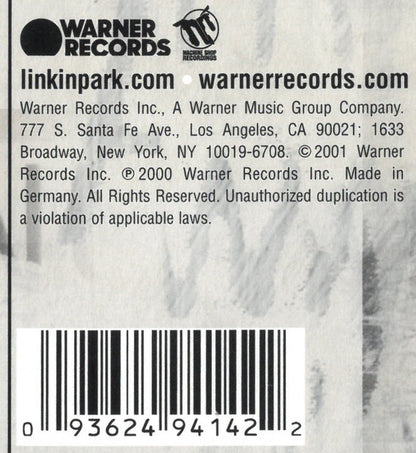 WARNER
RECORDS
MACHINE SHOP
RECORDINGS
linkinpark.com • warnerrecords.com
Warner Records Inc., A Warner Music Group Company.
777 S. Santa Fe Ave., Los Angeles, CA 90021; 1633
Broadway, New York, NY 10019-6708. © 2001 Warner
Records Inc. ℗ 2000 Warner Records Inc. Made in
Germany. All Rights Reserved. Unauthorized duplication is
a violation of applicable laws.
0 93624 94142 2